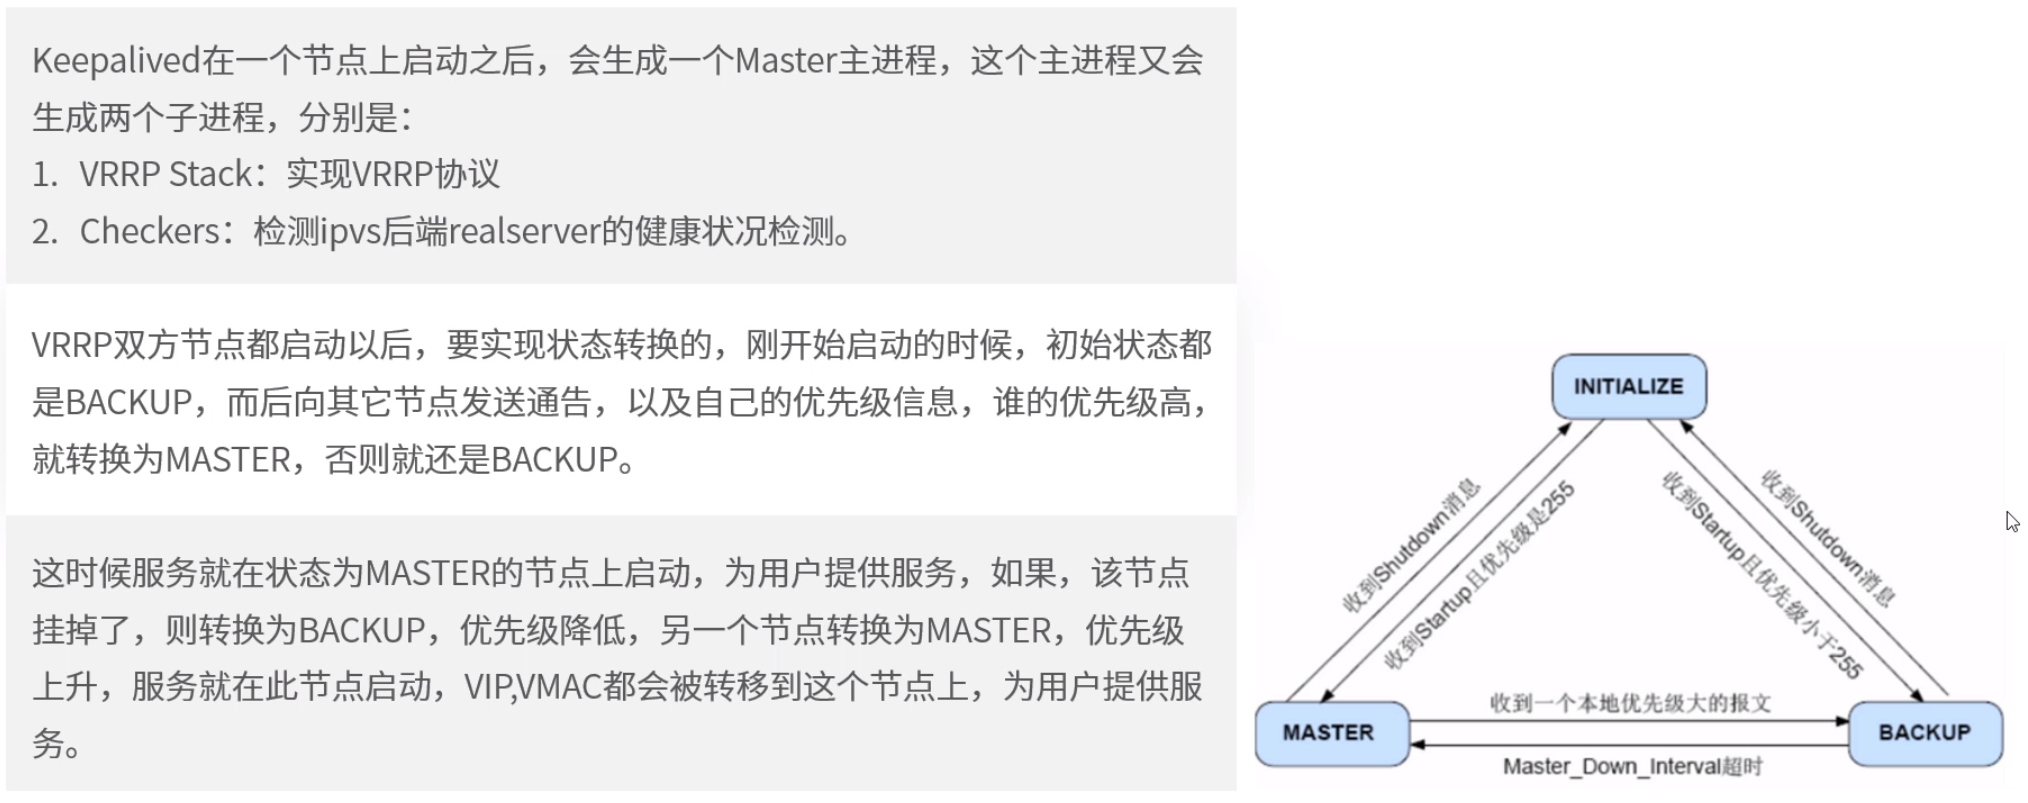 Keepalived在一个节点上启动之后，会生成一个Master主进程，这个主进程又会
生成两个子进程，分别是：
1. VRRP Stack：实现VRRP协议
2. Checkers：检测ipvs后端realserver的健康状况检测。
VRRP双方节点都启动以后，要实现状态转换的，刚开始启动的时候，初始状态都
是BACKUP，而后向其它节点发送通告，以及自己的优先级信息，谁的优先级高，
就转换为MASTER，否则就还是BACKUP。
这时候服务就在状态为MASTER的节点上启动，为用户提供服务，如果，该节点
挂掉了，则转换为BACKUP，优先级降低，另一个节点转换为MASTER，优先级
上升，服务就在此节点启动，VIP,VMAC都会被转移到这个节点上，为用户提供服
务。
INITIALIZE
收到Shutdown消息
收到Startup且优先级是255
收到Startup且优先级小于255
收到Shutdown消息
收到一个本地优先级大的报文
MASTER
BACKUP
Master_Down_Interval超时